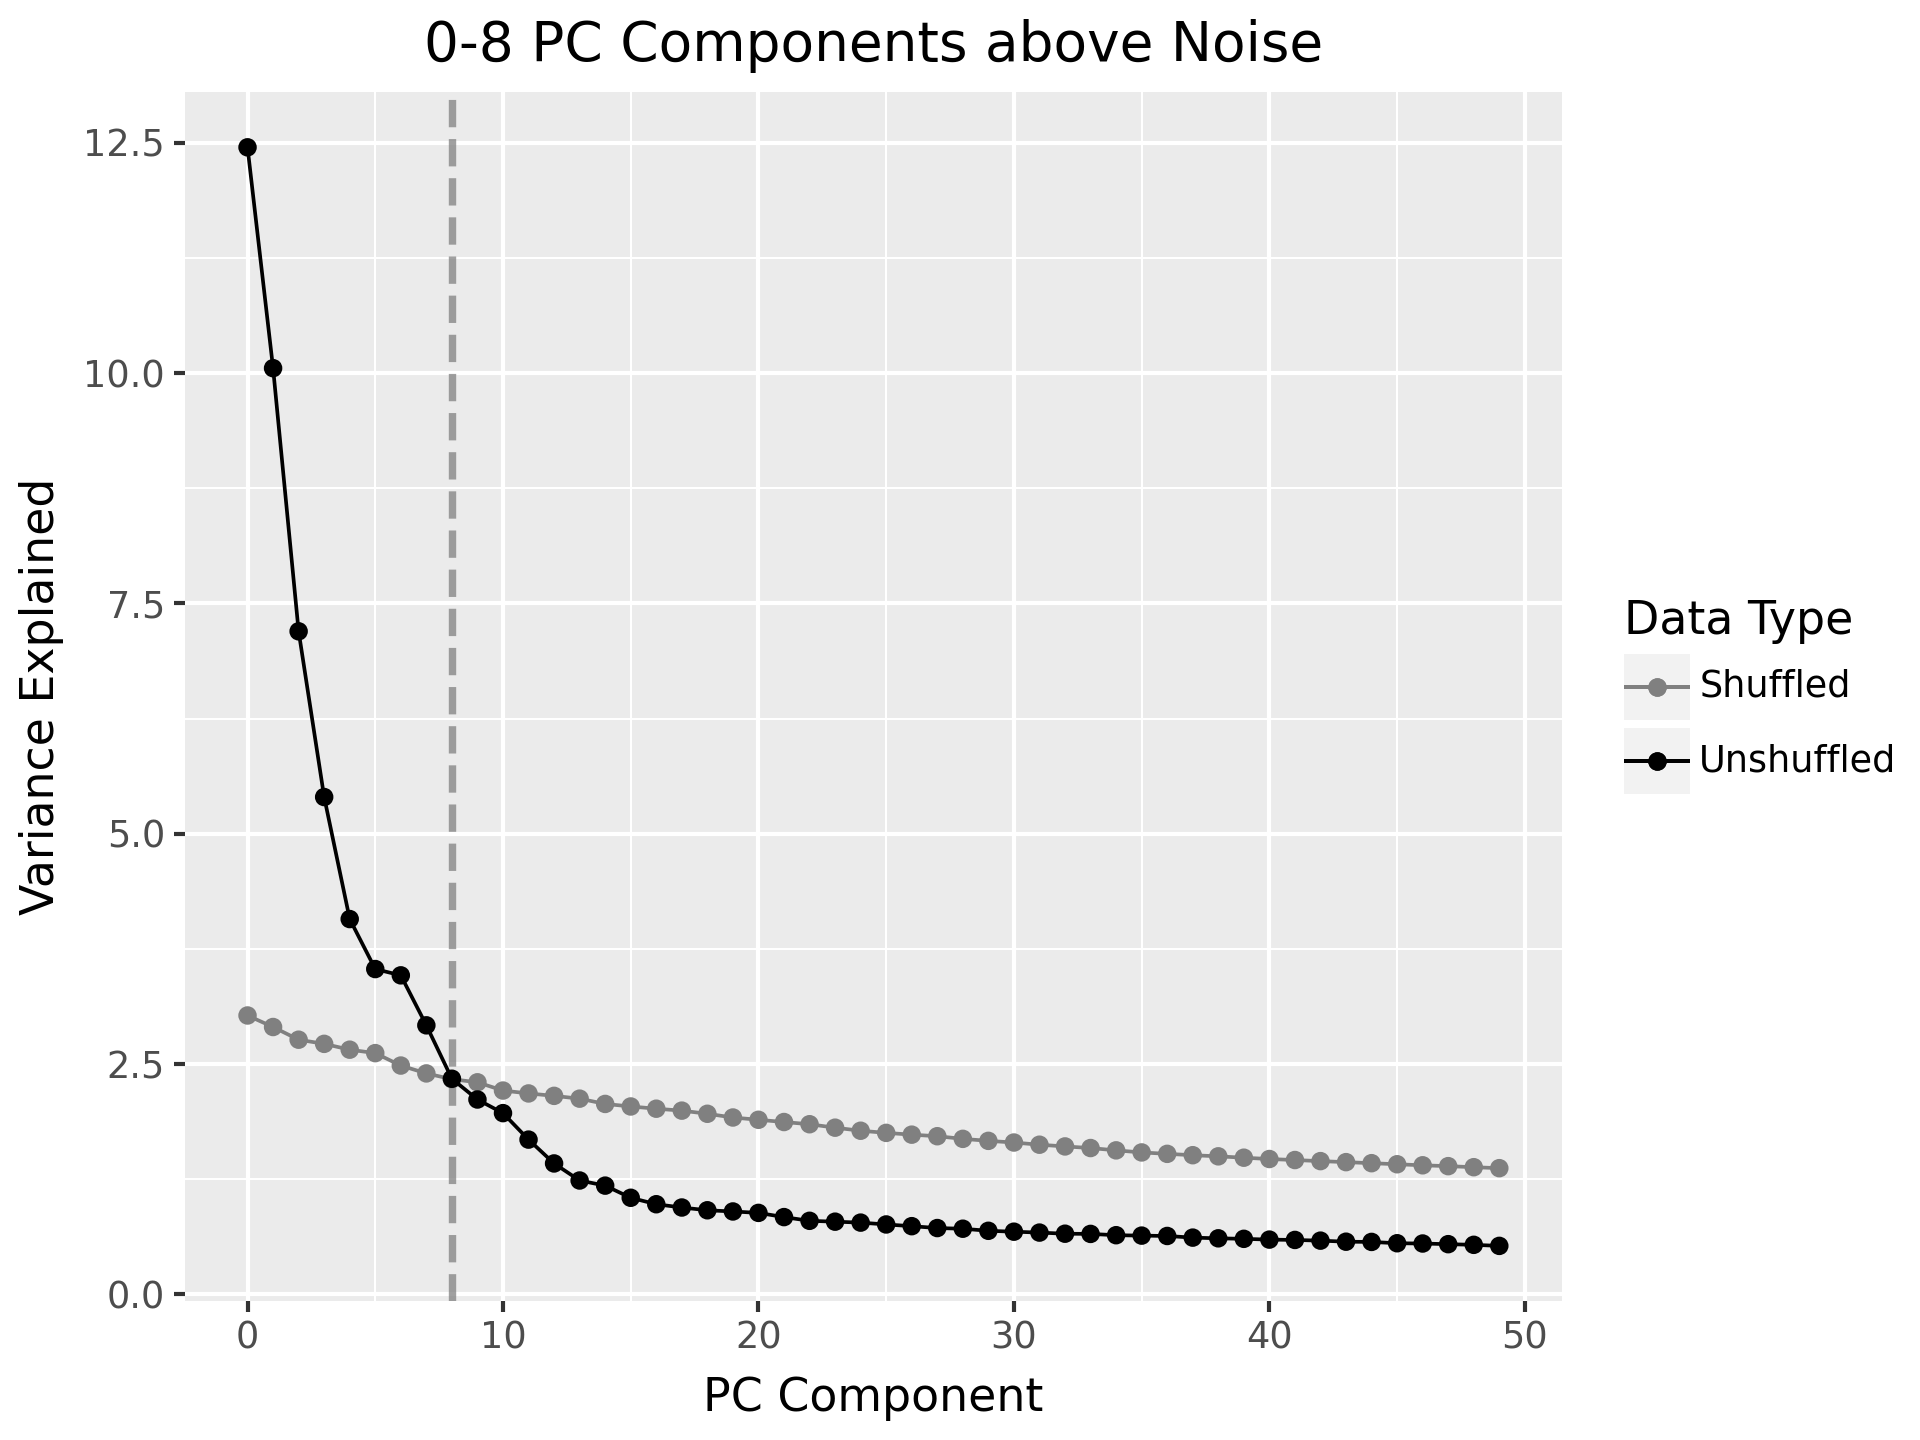 0-8 PC Components above Noise
12.5
10.0
7.5
5.0
2.5
0.0
Variance Explained
0 10 20 30 40 50
PC Component
Data Type
Shuffled
Unshuffled